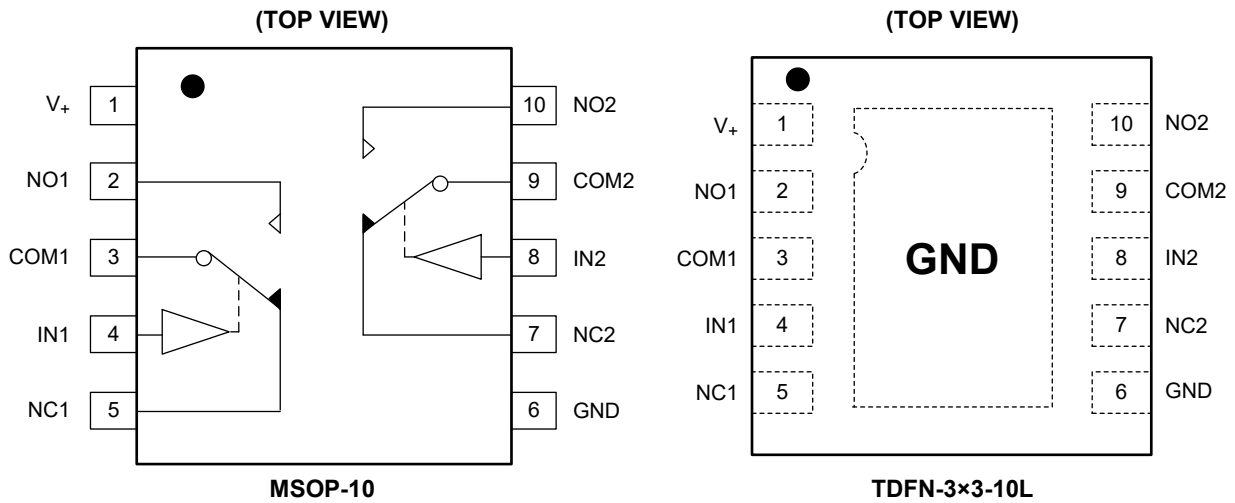 (TOP VIEW)
V+ 1
NO1 2
COM1 3
IN1 4
NC1 5
10 NO2
9 COM2
8 IN2
7 NC2
6 GND
MSOP-10
(TOP VIEW)
V+ 1
NO1 2
COM1 3
IN1 4
NC1 5
GND
10 NO2
9 COM2
8 IN2
7 NC2
6 GND
TDFN-3×3-10L